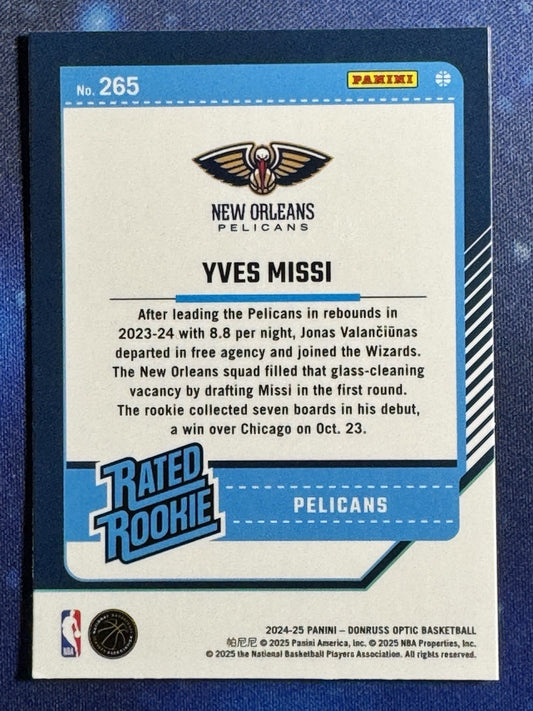 No. 265
PANINI
NEW ORLEANS
PELICANS
YVES MISSI
After leading the Pelicans in rebounds in
2023-24 with 8.8 per night, Jonas Valančiūnas
departed in free agency and joined the Wizards.
The New Orleans squad filled that glass-cleaning
vacancy by drafting Missi in the first round.
The rookie collected seven boards in his debut,
a win over Chicago on Oct. 23.
RATED
ROOKIE
PELICANS
NBA
2024-25 PANINI – DONRUSS OPTIC BASKETBALL
帕尼尼 © 2025 Panini America, Inc. © 2025 NBA Properties, Inc.
© 2025 the National Basketball Players Association. All rights reserved.